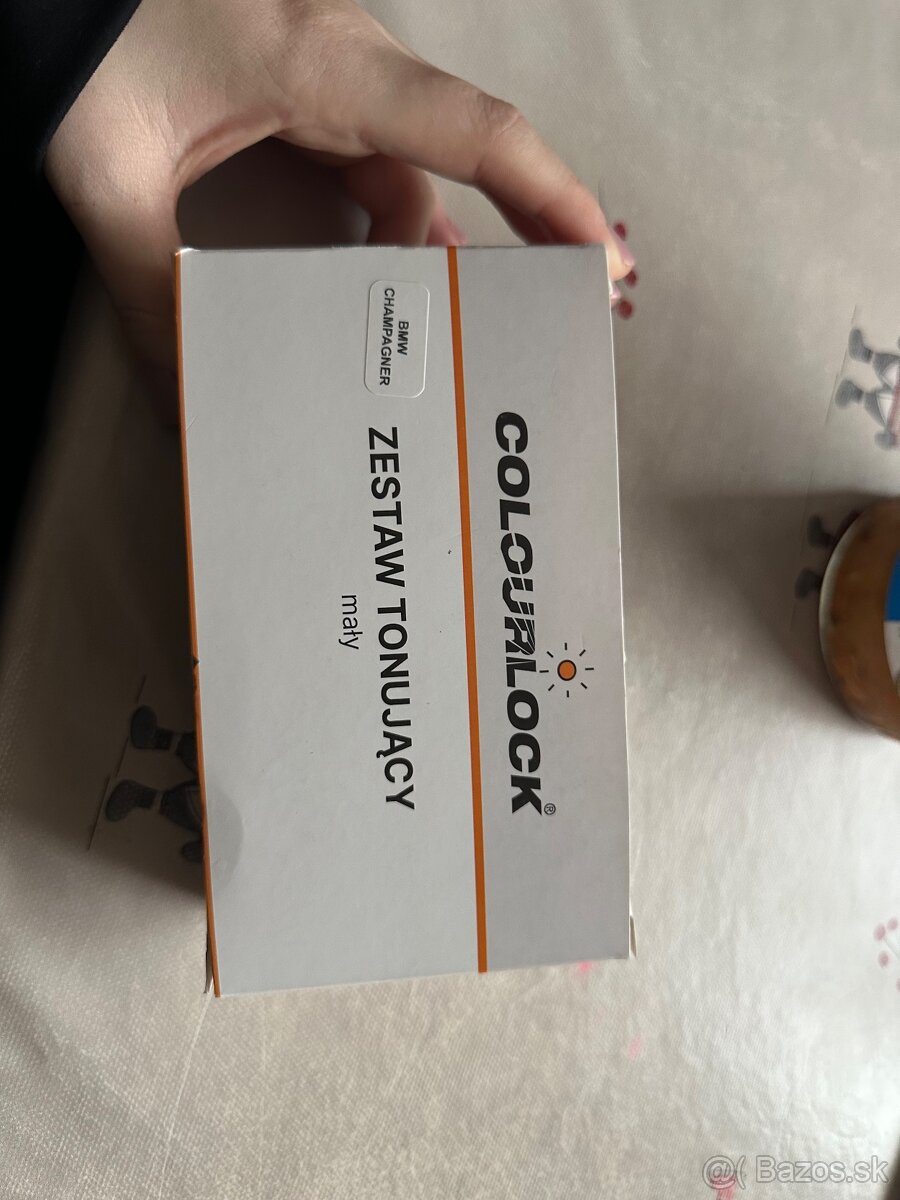 COLOURLOCK®
BMW
CHAMPAGNER
ZESTAW TONUJĄCY
mały
@( Bazos.sk